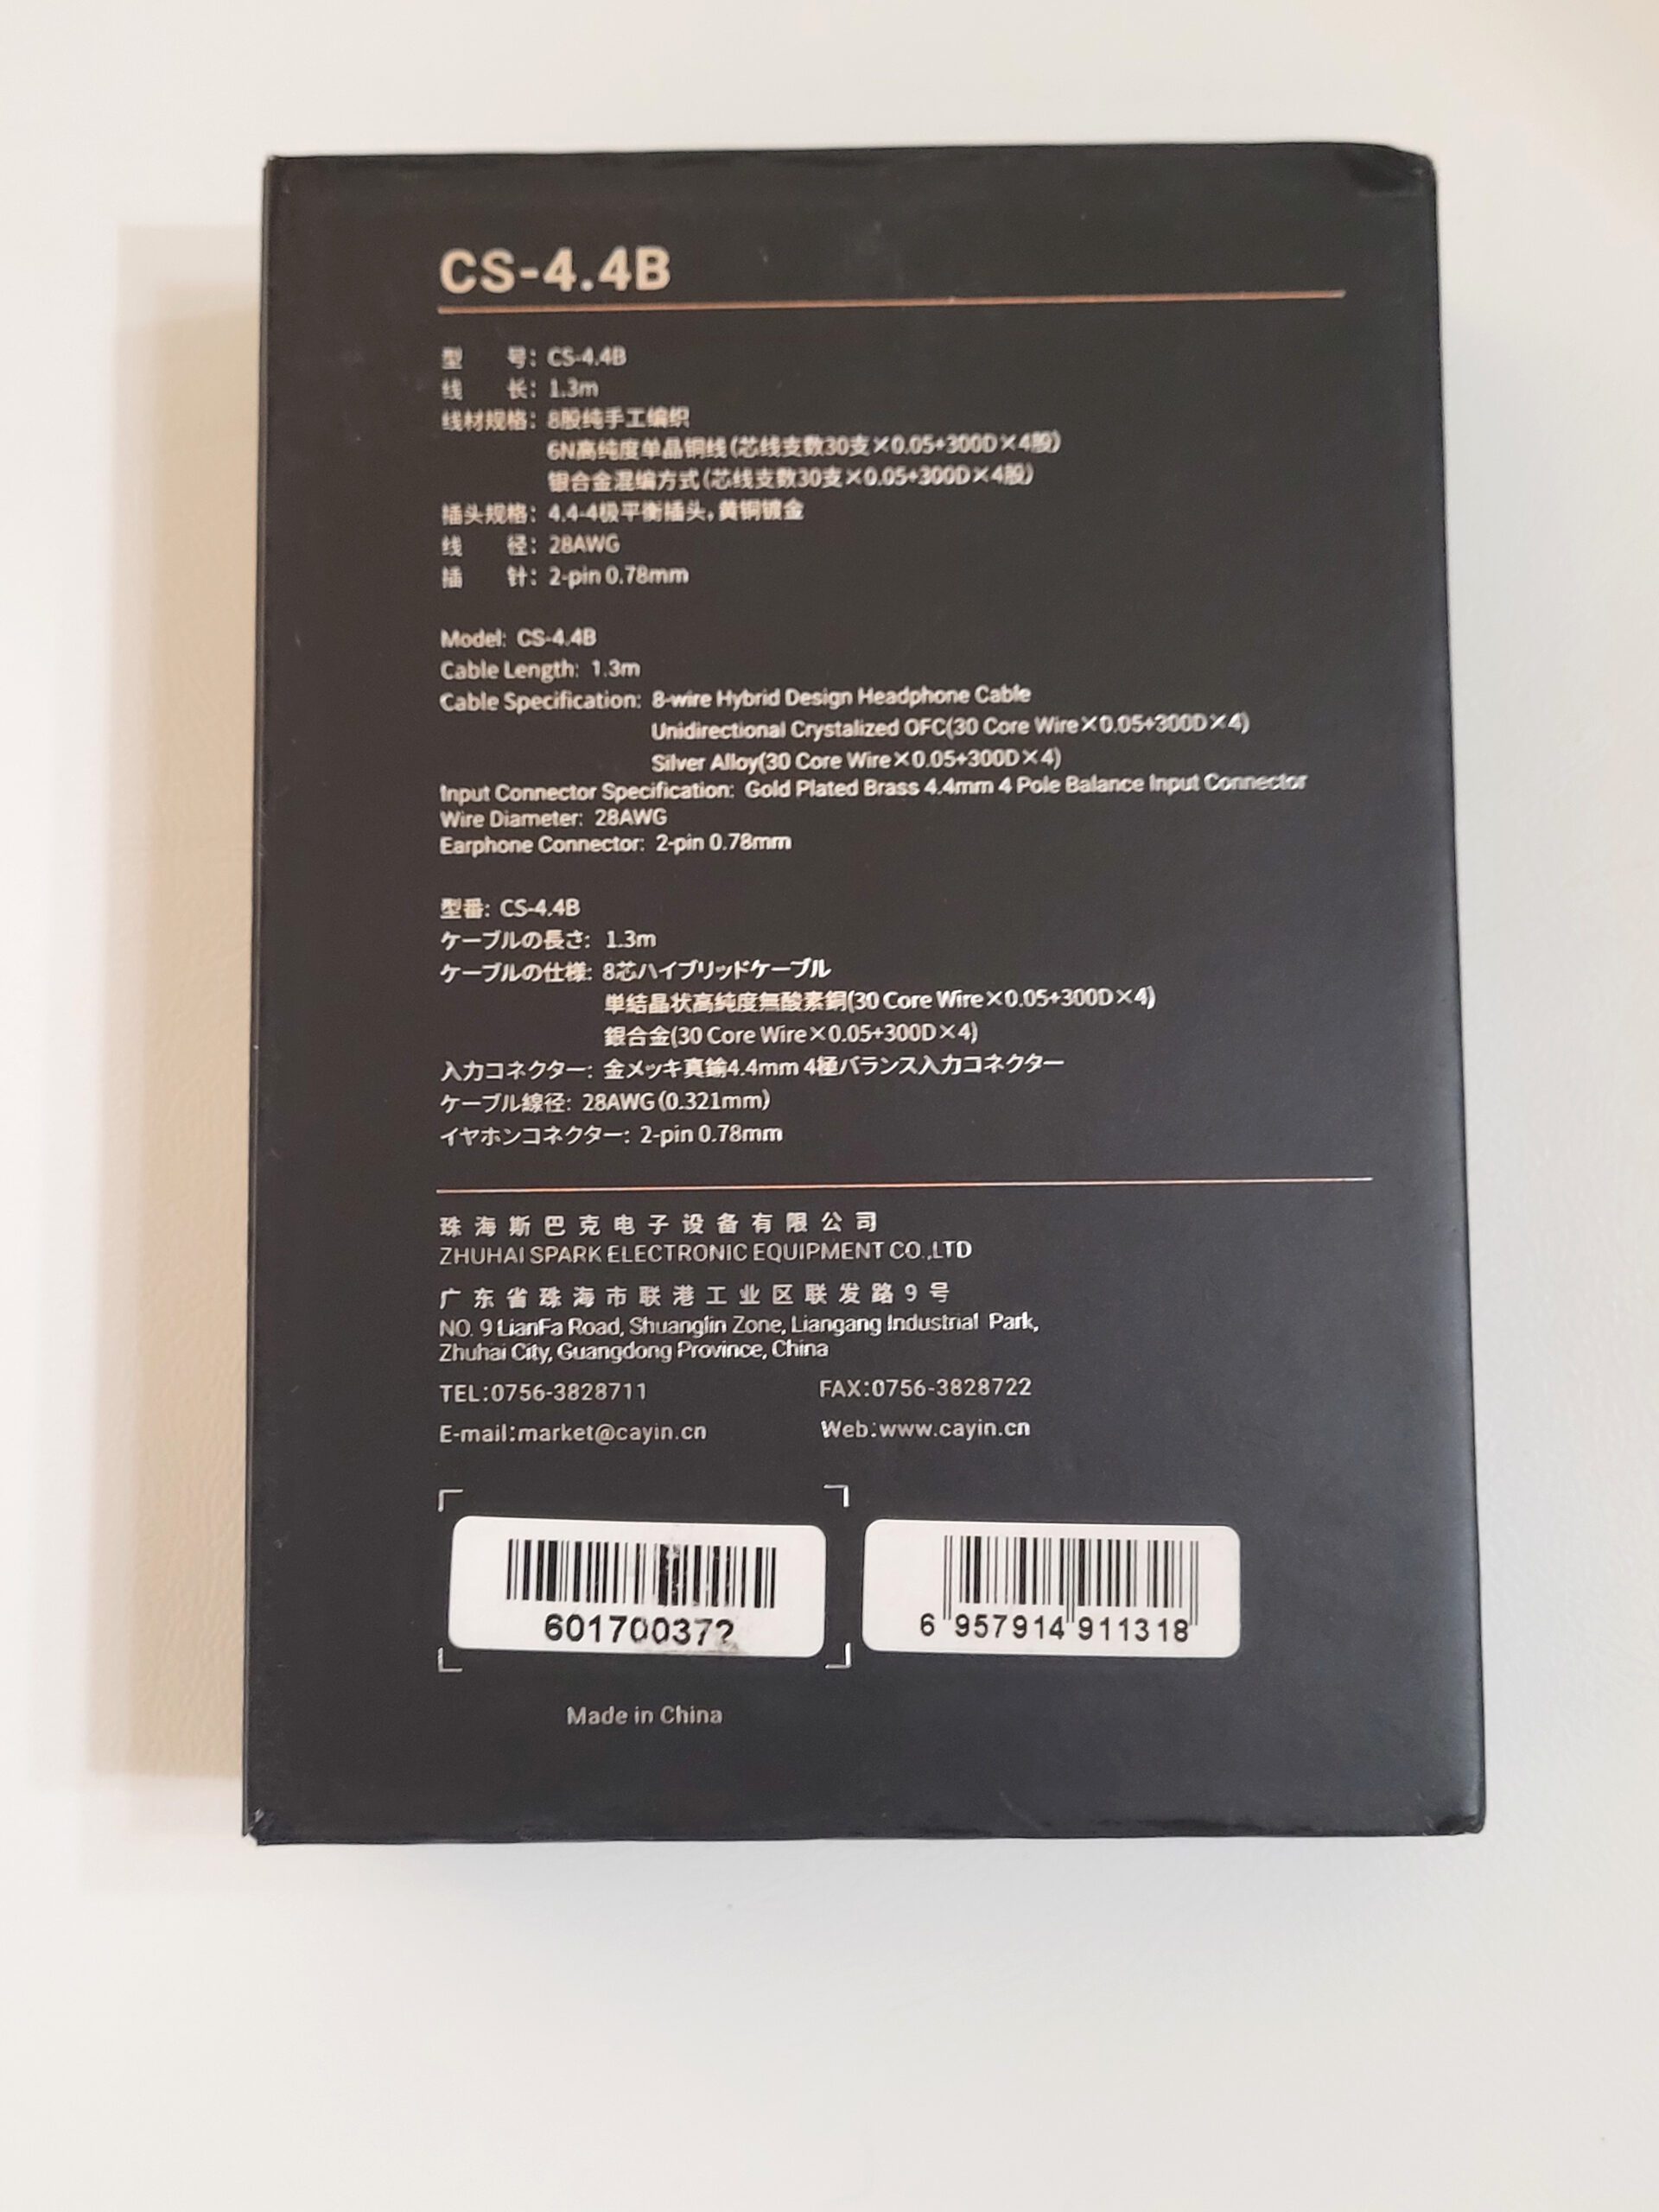 CS-4.4B
型　　号： CS-4.4B
线　　长： 1.3m
线材规格： 8股纯手工编织
6N高纯度单晶铜线（芯线支数30支×0.05+300D×4股）
银合金混编方式（芯线支数30支×0.05+300D×4股）
插头规格： 4.4-4极平衡插头，黄铜镀金
线　　径： 28AWG
插　　针： 2-pin 0.78mm
Model: CS-4.4B
Cable Length: 1.3m
Cable Specification: 8-wire Hybrid Design Headphone Cable
Unidirectional Crystalized OFC(30 Core Wire×0.05+300D×4)
Silver Alloy(30 Core Wire×0.05+300D×4)
Input Connector Specification: Gold Plated Brass 4.4mm 4 Pole Balance Input Connector
Wire Diameter: 28AWG
Earphone Connector: 2-pin 0.78mm
型番: CS-4.4B
ケーブルの長さ: 1.3m
ケーブルの仕様: 8芯ハイブリッドケーブル
単結晶状高純度無酸素銅(30 Core Wire×0.05+300D×4)
銀合金(30 Core Wire×0.05+300D×4)
入力コネクター: 金メッキ真鍮4.4mm 4極バランス入力コネクター
ケーブル線径: 28AWG（0.321mm）
イヤホンコネクター: 2-pin 0.78mm
珠海斯巴克电子设备有限公司
ZHUHAI SPARK ELECTRONIC EQUIPMENT CO.,LTD
广东省珠海市联港工业区联发路9号
NO. 9 LianFa Road, Shuanglin Zone, Liangang Industrial Park,
Zhuhai City, Guangdong Province, China
TEL:0756-3828711 FAX:0756-3828722
E-mail:market@cayin.cn Web:www.cayin.cn
601700372 6 957914 911318
Made in China